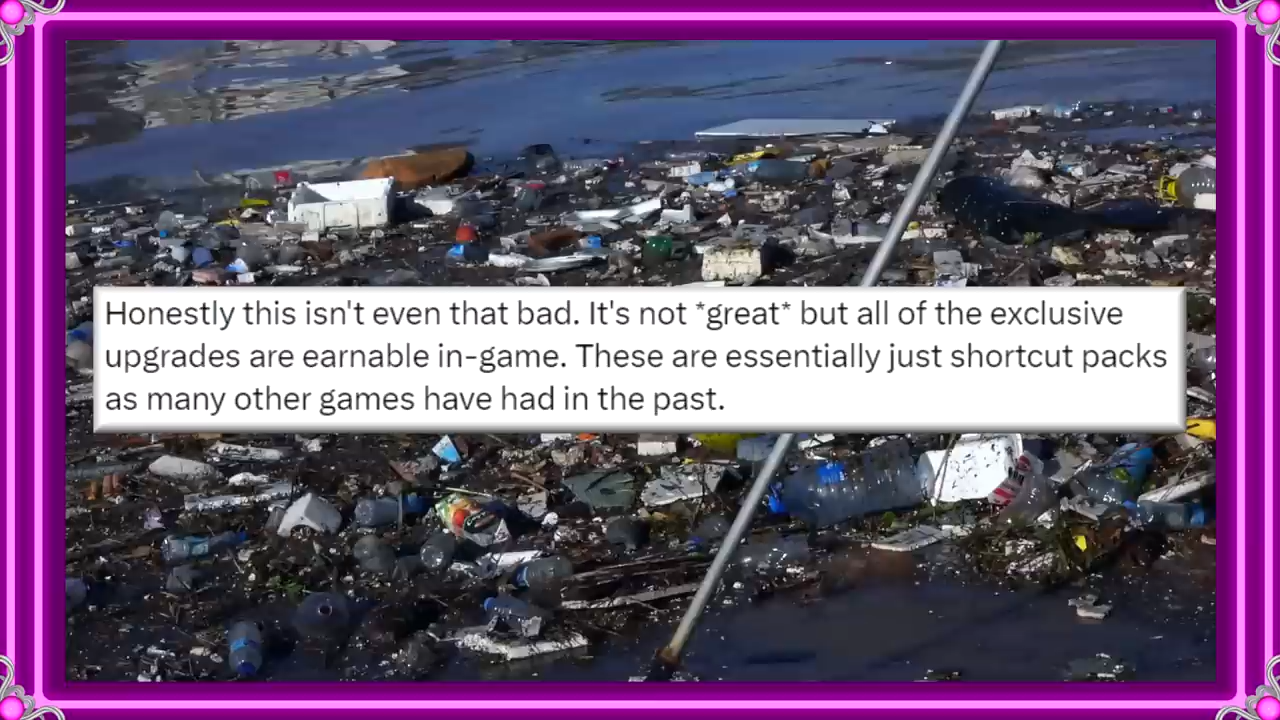 Honestly this isn't even that bad. It's not *great* but all of the exclusive
upgrades are earnable in-game. These are essentially just shortcut packs
as many other games have had in the past.